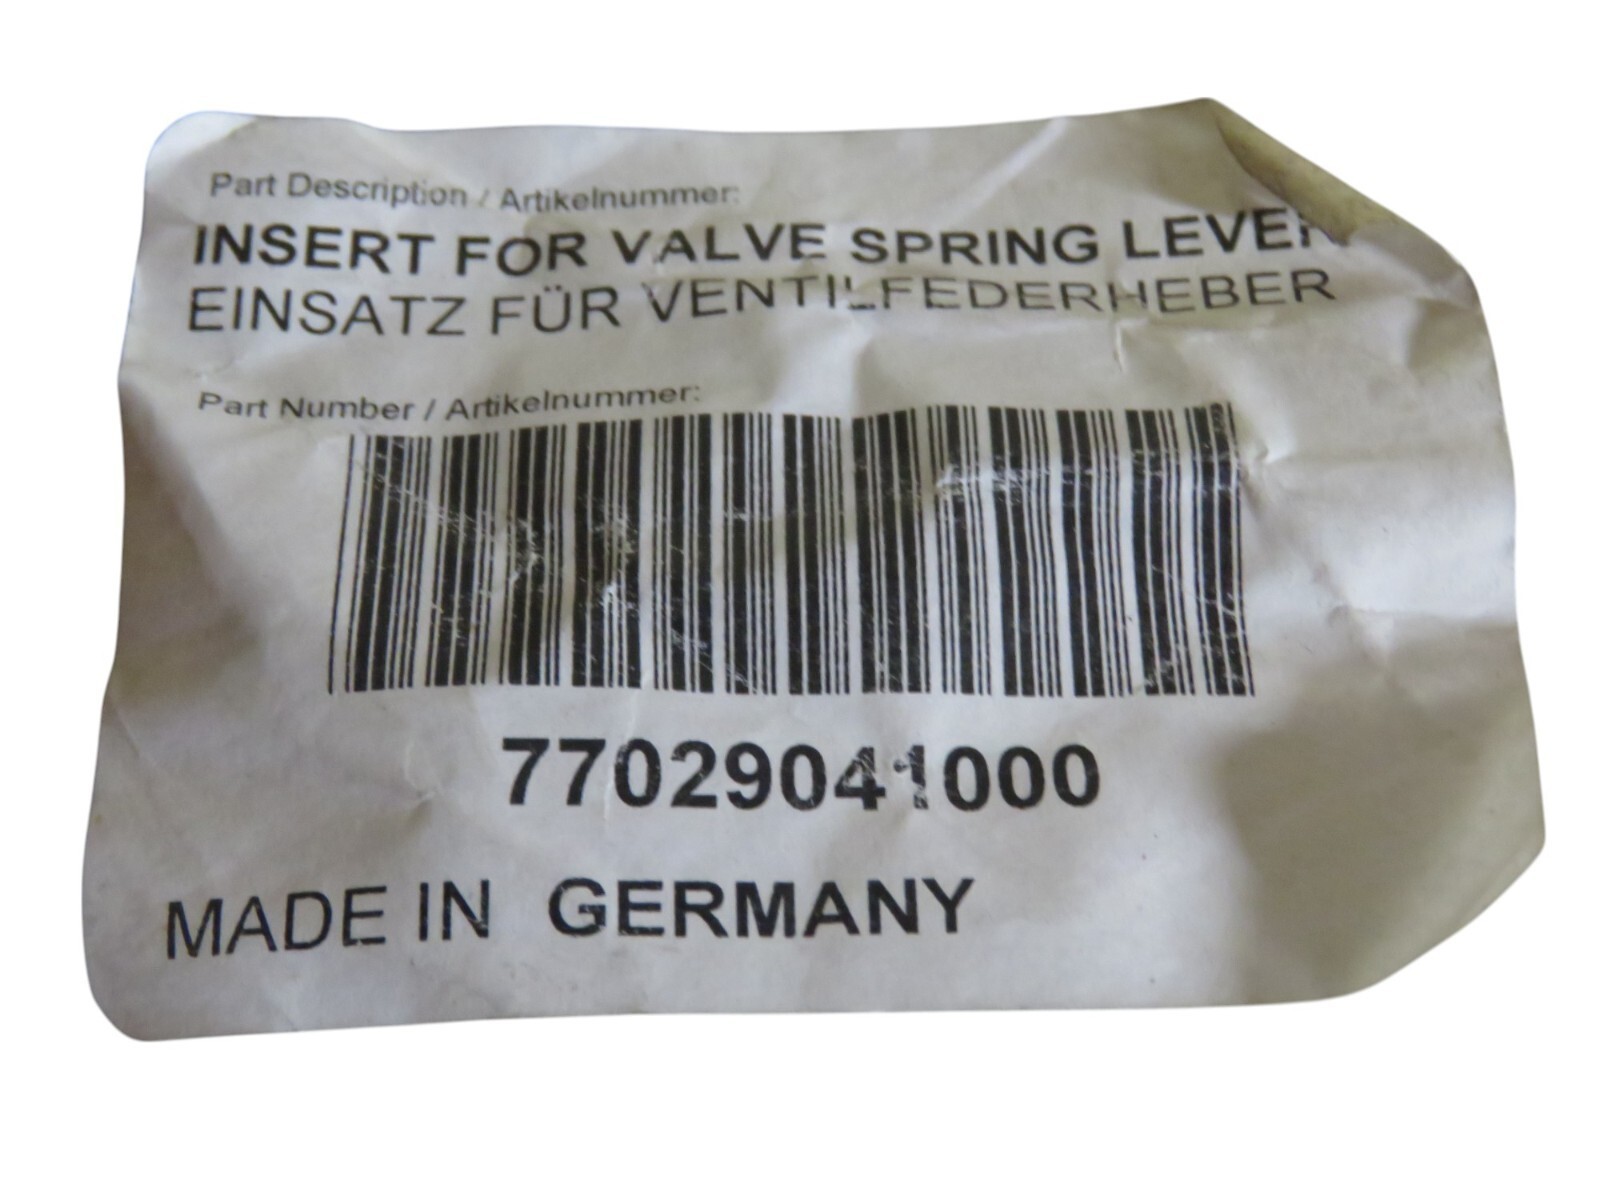 Part Description / Artikelnummer:
INSERT FOR VALVE SPRING LEVER
EINSATZ FÜR VENTILFEDERHEBER
Part Number / Artikelnummer:
77029041000
MADE IN GERMANY